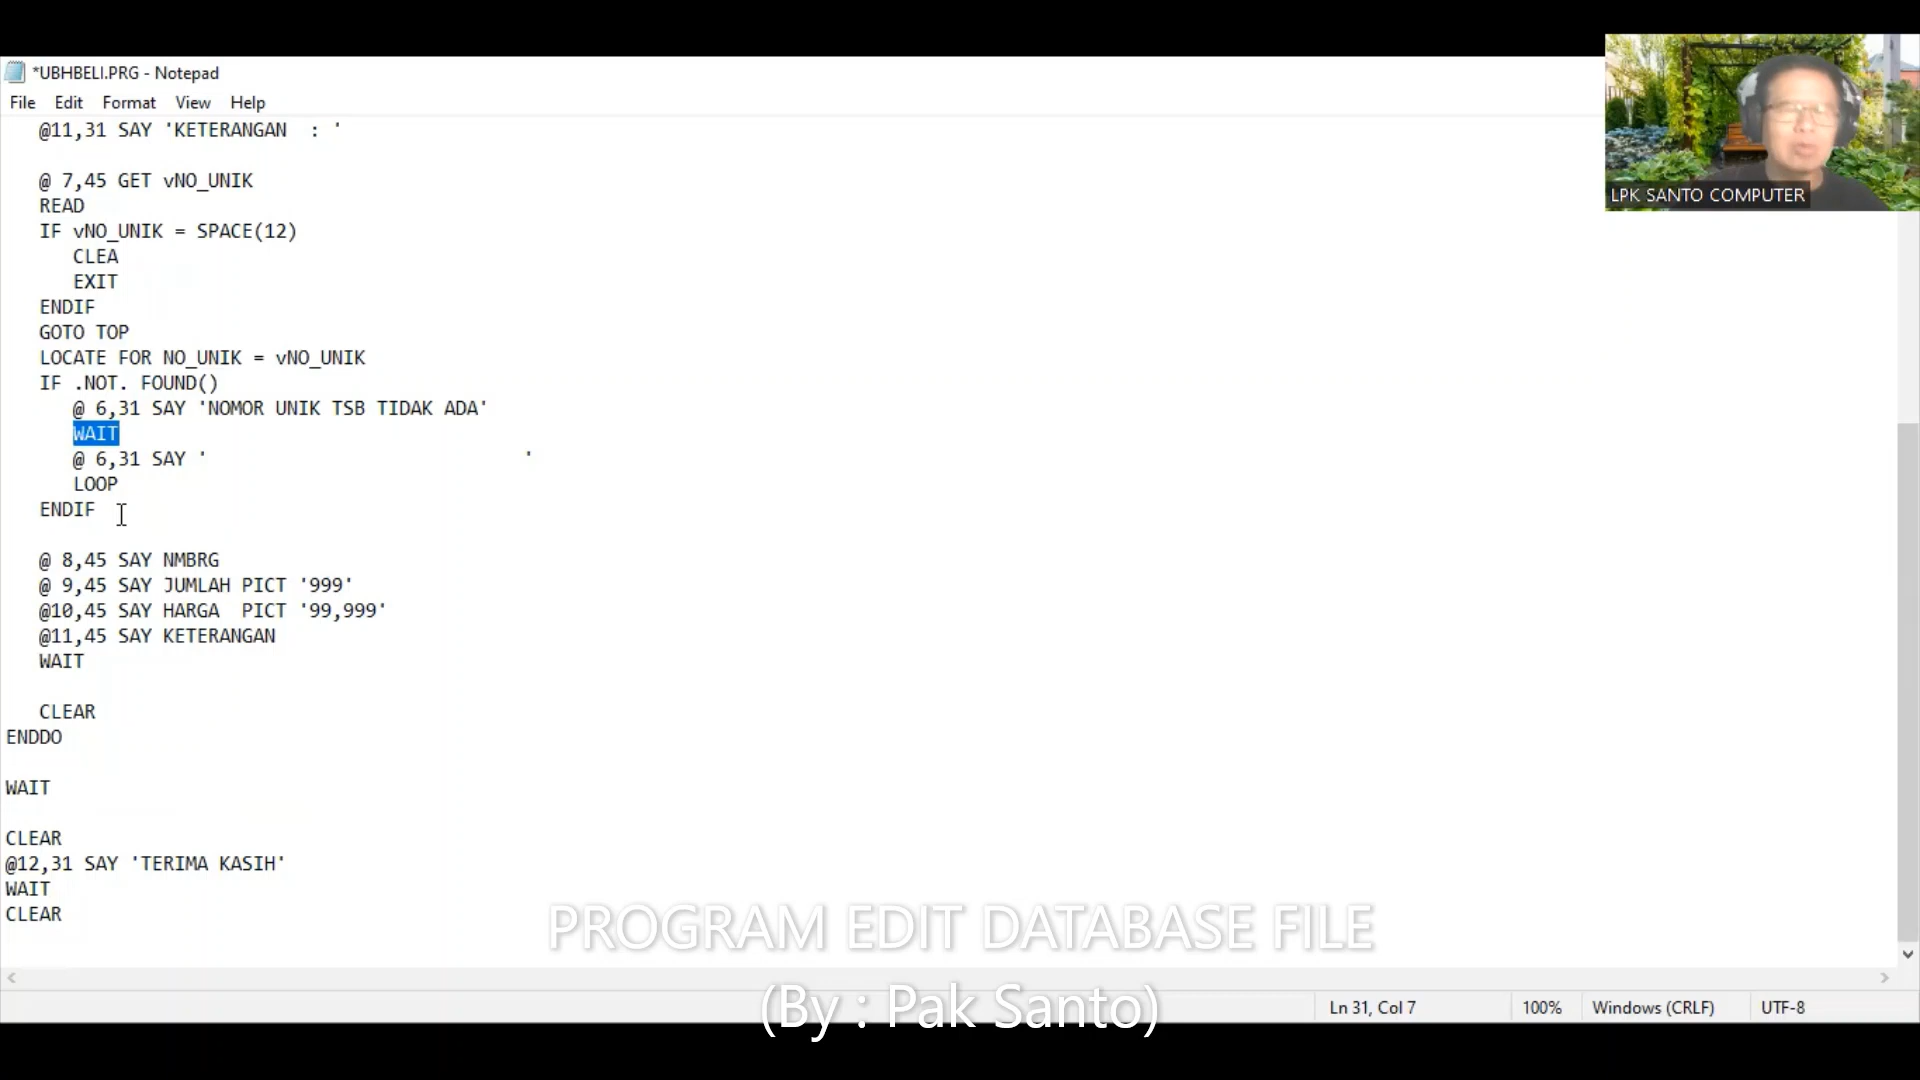 *UBHBELI.PRG - Notepad
File Edit Format View Help
@11,31 SAY 'KETERANGAN  : '
@ 7,45 GET vNO_UNIK
READ
IF vNO_UNIK = SPACE(12)
CLEA
EXIT
ENDIF
GOTO TOP
LOCATE FOR NO_UNIK = vNO_UNIK
IF .NOT. FOUND()
@ 6,31 SAY 'NOMOR UNIK TSB TIDAK ADA'
WAIT
@ 6,31 SAY '                             '
LOOP
ENDIF
@ 8,45 SAY NMBRG
@ 9,45 SAY JUMLAH PICT '999'
@10,45 SAY HARGA  PICT '99,999'
@11,45 SAY KETERANGAN
WAIT
CLEAR
ENDDO
WAIT
CLEAR
@12,31 SAY 'TERIMA KASIH'
WAIT
CLEAR
LPK SANTO COMPUTER
PROGRAM EDIT DATABASE FILE
(By : Pak Santo)
Ln 31, Col 7 100% Windows (CRLF) UTF-8